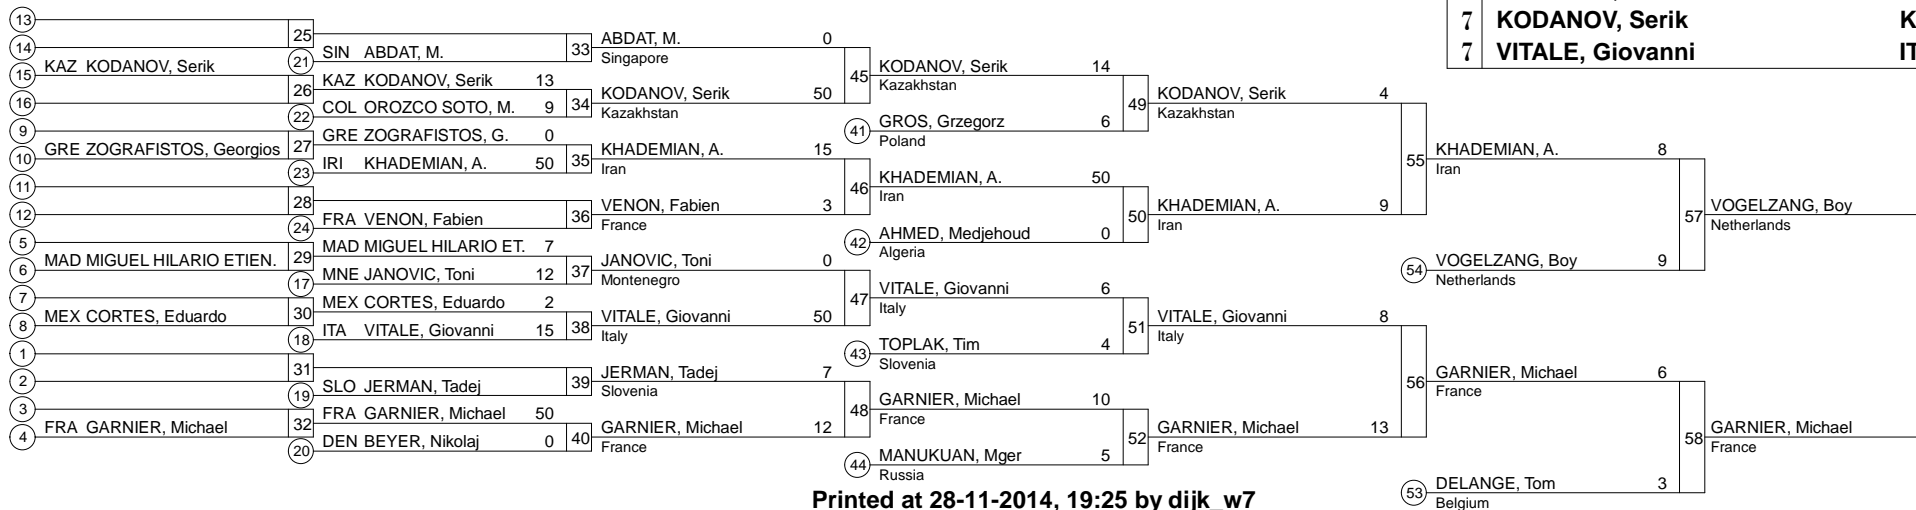 7 KODANOV, Serik K
7 VITALE, Giovanni IT
13
25
ABDAT, M. 0
14
SIN ABDAT, M.
33
Singapore
21
15
KAZ KODANOV, Serik
KAZ KODANOV, Serik 13
45
KODANOV, Serik 14
Kazakhstan
26
16
COL OROZCO SOTO, M. 9
34
KODANOV, Serik 50
Kazakhstan
22
49
KODANOV, Serik 4
Kazakhstan
9
GRE ZOGRAFISTOS, G. 0
41
GROS, Grzegorz 6
Poland
10
GRE ZOGRAFISTOS, Georgios
27
IRI KHADEMIAN, A. 50
35
KHADEMIAN, A. 15
Iran
23
55
KHADEMIAN, A. 8
Iran
11
46
KHADEMIAN, A. 50
Iran
28
12
FRA VENON, Fabien
36
VENON, Fabien 3
France
24
50
KHADEMIAN, A. 9
Iran
57
VOGELZANG, Boy
Netherlands
5
MAD MIGUEL HILARIO ET. 7
42
AHMED, Medjehoud 0
Algeria
6
MAD MIGUEL HILARIO ETIEN.
29
MNE JANOVIC, Toni 12
37
JANOVIC, Toni 0
Montenegro
17
54
VOGELZANG, Boy 9
Netherlands
7
MEX CORTES, Eduardo 2
47
VITALE, Giovanni 6
Italy
8
MEX CORTES, Eduardo
30
ITA VITALE, Giovanni 15
38
VITALE, Giovanni 50
Italy
18
51
VITALE, Giovanni 8
Italy
1
43
TOPLAK, Tim 4
Slovenia
31
2
SLO JERMAN, Tadej
39
JERMAN, Tadej 7
Slovenia
19
56
GARNIER, Michael 6
France
3
FRA GARNIER, Michael 50
48
GARNIER, Michael 10
France
4
FRA GARNIER, Michael
32
DEN BEYER, Nikolaj 0
40
GARNIER, Michael 12
France
20
52
GARNIER, Michael 13
France
58
GARNIER, Michael
France
44
MANUKUAN, Mger 5
Russia
53
DELANGE, Tom 3
Belgium
Printed at 28-11-2014, 19:25 by dijk_w7